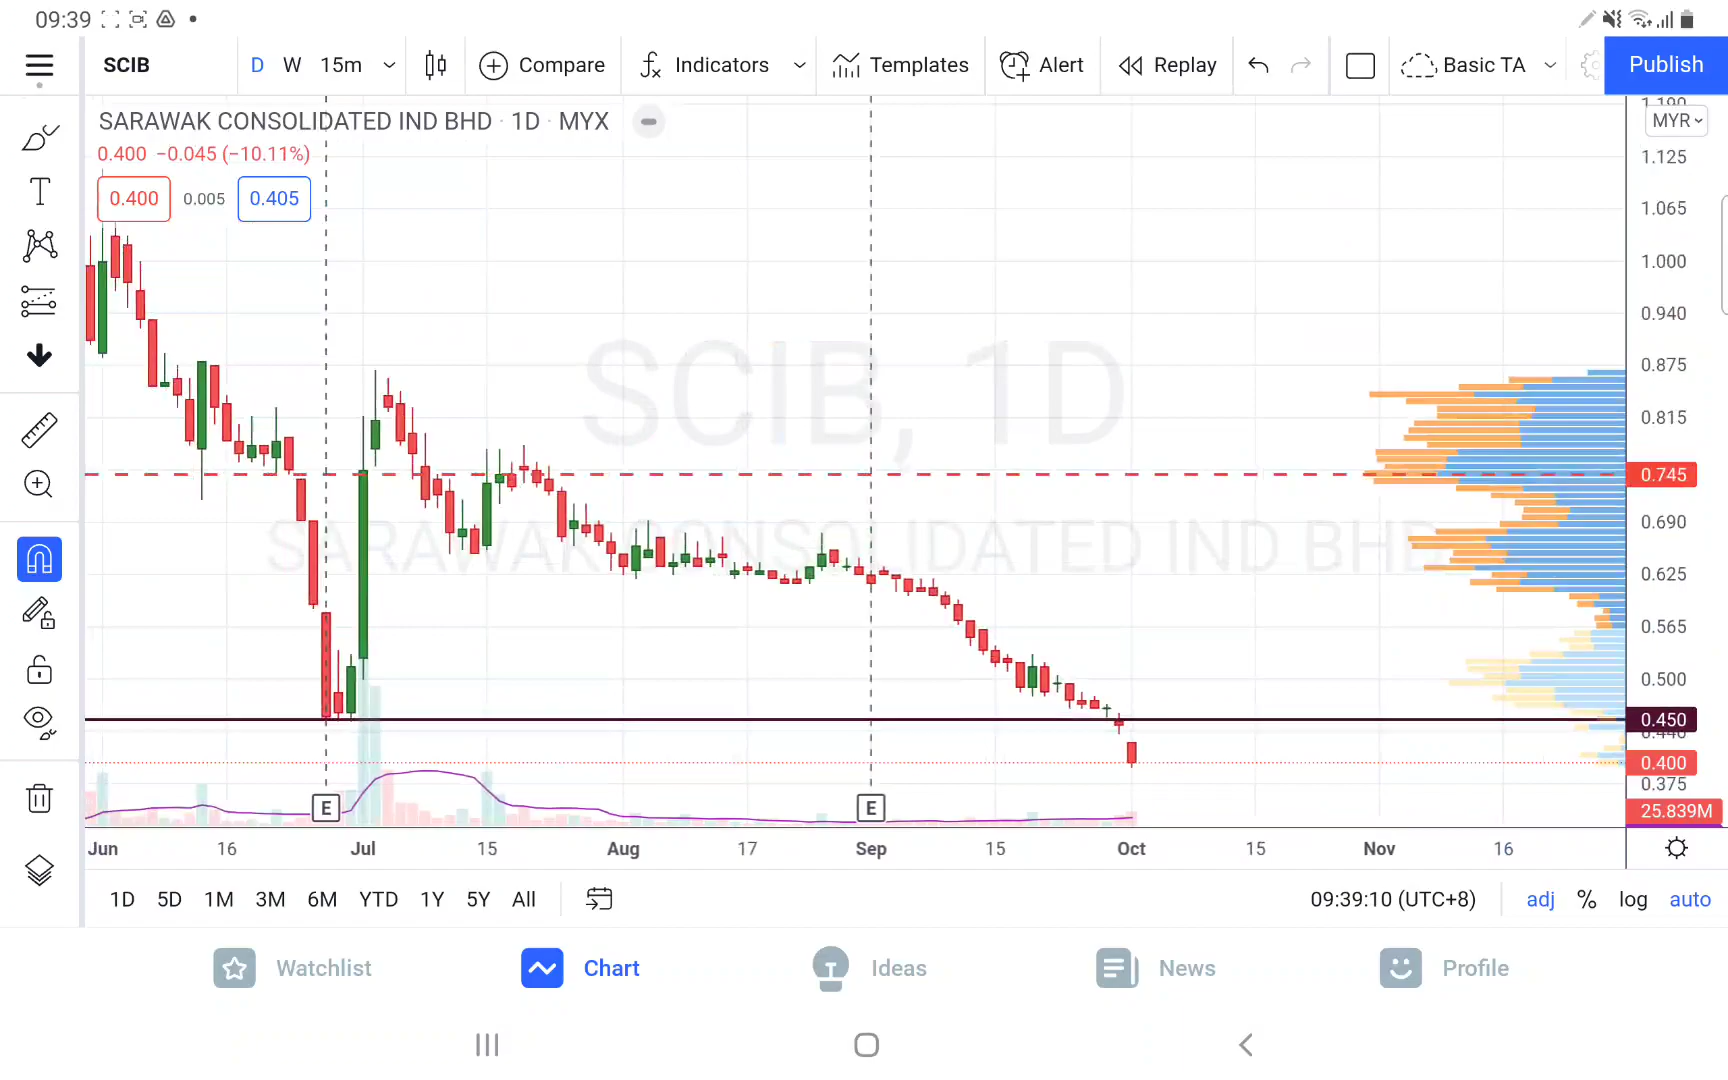 09:39
SCIB D W 15m Compare Indicators Templates Alert Replay Basic TA Publish
SARAWAK CONSOLIDATED IND BHD · 1D · MYX
0.400 −0.045 (−10.11%)
0.400 0.005 0.405
SCIB, 1D
SARAWAK CONSOLIDATED IND BHD
1.190
MYR
1.125
1.065
1.000
0.940
0.875
0.815
0.745
0.690
0.625
0.565
0.500
0.450
0.440
0.400
0.375
25.839M
E E
Jun 16 Jul 15 Aug 17 Sep 15 Oct 15 Nov 16
1D 5D 1M 3M 6M YTD 1Y 5Y All 09:39:10 (UTC+8) adj % log auto
Watchlist Chart Ideas News Profile